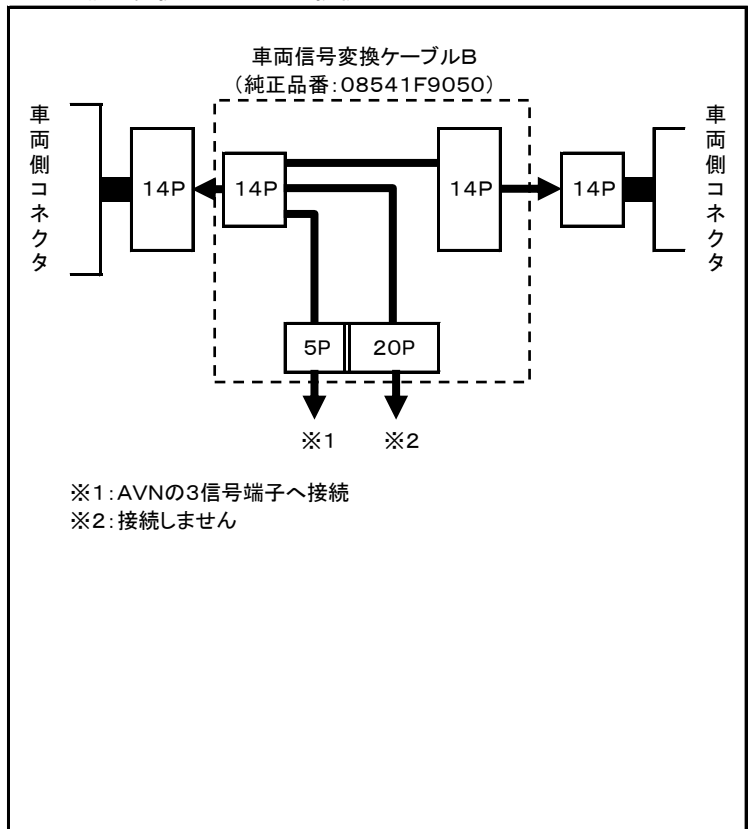 車両信号変換ケーブルB
(純正品番:08541F9050)
車両側コネクタ
14P
14P
14P
14P
車両側コネクタ
5P
20P
※1
※2
※1:AVNの3信号端子へ接続
※2:接続しません